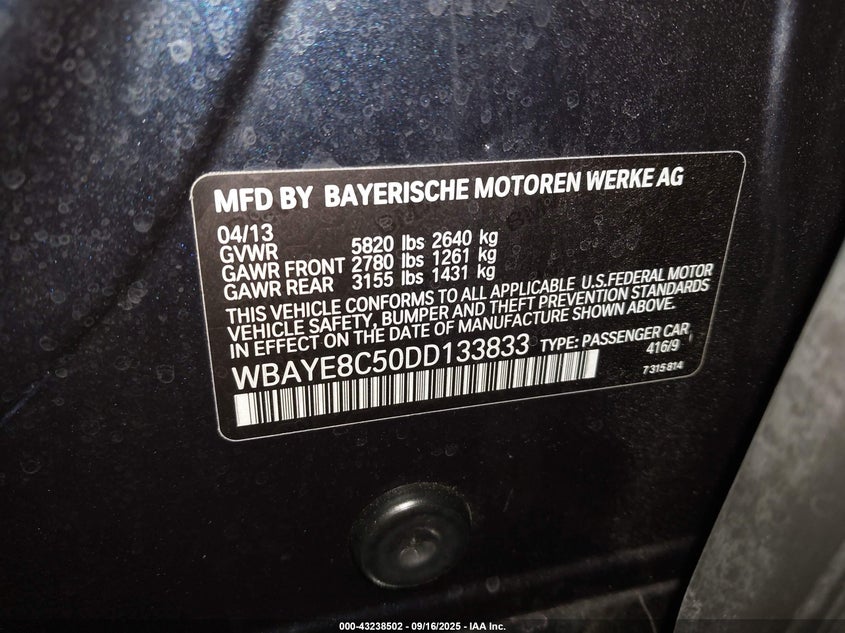 MFD BY BAYERISCHE MOTOREN WERKE AG
04/13
GVWR 5820 lbs 2640 kg
GAWR FRONT 2780 lbs 1261 kg
GAWR REAR 3155 lbs 1431 kg
THIS VEHICLE CONFORMS TO ALL APPLICABLE U.S.FEDERAL MOTOR
VEHICLE SAFETY, BUMPER AND THEFT PREVENTION STANDARDS
IN EFFECT ON THE DATE OF MANUFACTURE SHOWN ABOVE.
WBAYE8C50DD133833 TYPE: PASSENGER CAR,
416/9
7 315 814
000-43238502 - 09/16/2025 - IAA Inc.